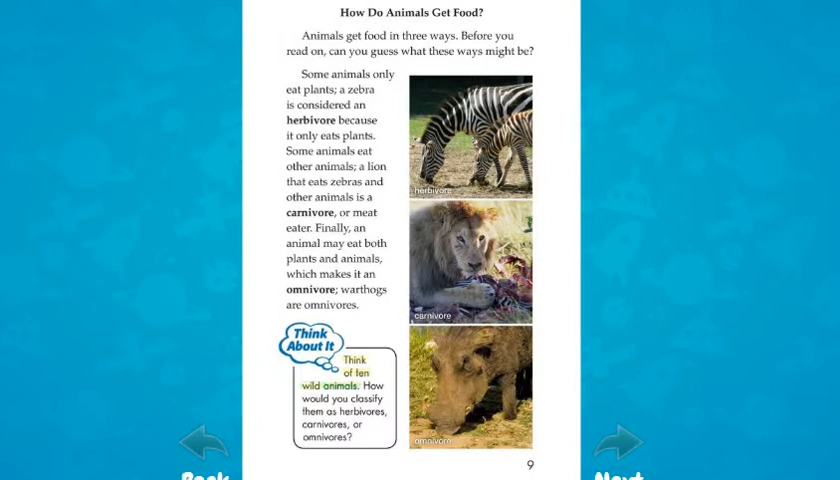 How Do Animals Get Food?
Animals get food in three ways. Before you
read on, can you guess what these ways might be?
Some animals only
eat plants; a zebra
is considered an
herbivore because
it only eats plants.
Some animals eat
other animals; a lion
that eats zebras and
other animals is a
carnivore, or meat
eater. Finally, an
animal may eat both
plants and animals,
which makes it an
omnivore; warthogs
are omnivores.
herbivore
carnivore
omnivore
Think
About It
Think
of ten
wild animals. How
would you classify
them as herbivores,
carnivores, or
omnivores?
9
Back
Next